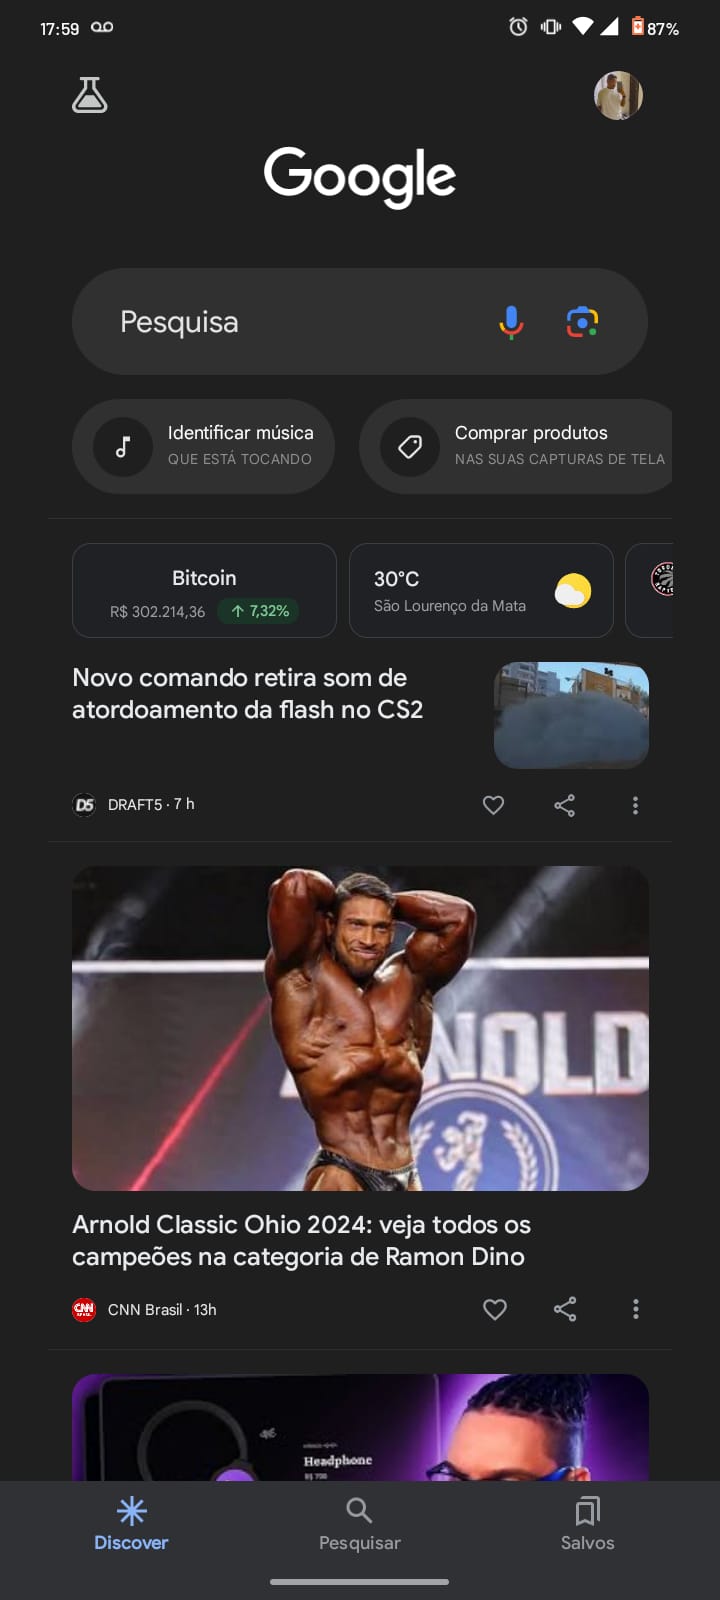 17:59
87%
Google
Pesquisa
Identificar música
QUE ESTÁ TOCANDO
Comprar produtos
NAS SUAS CAPTURAS DE TELA
Bitcoin
R$ 302.214,36 ↑ 7,32%
30°C
São Lourenço da Mata
Novo comando retira som de
atordoamento da flash no CS2
D5 DRAFT5 · 7 h
NOLD
Arnold Classic Ohio 2024: veja todos os
campeões na categoria de Ramon Dino
CNN Brasil · 13h
Headphone
Discover
Pesquisar
Salvos